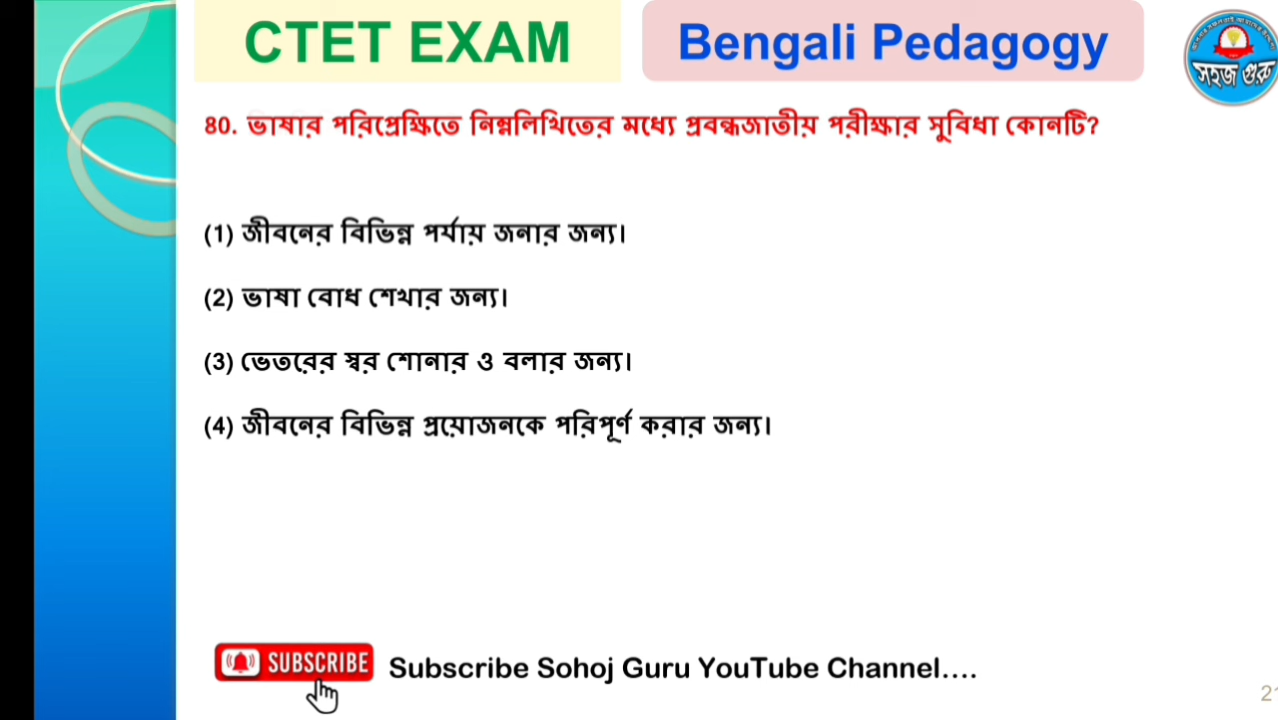 CTET EXAM
Bengali Pedagogy
সহজ গুরু
80. ভাষার পরিপ্রেক্ষিতে নিম্নলিখিতের মধ্যে প্রবন্ধজাতীয় পরীক্ষার সুবিধা কোনটি?
(1) জীবনের বিভিন্ন পর্যায় জনার জন্য।
(2) ভাষা বোধ শেখার জন্য।
(3) ভেতরের স্বর শোনার ও বলার জন্য।
(4) জীবনের বিভিন্ন প্রয়োজনকে পরিপূর্ণ করার জন্য।
SUBSCRIBE
Subscribe Sohoj Guru YouTube Channel....